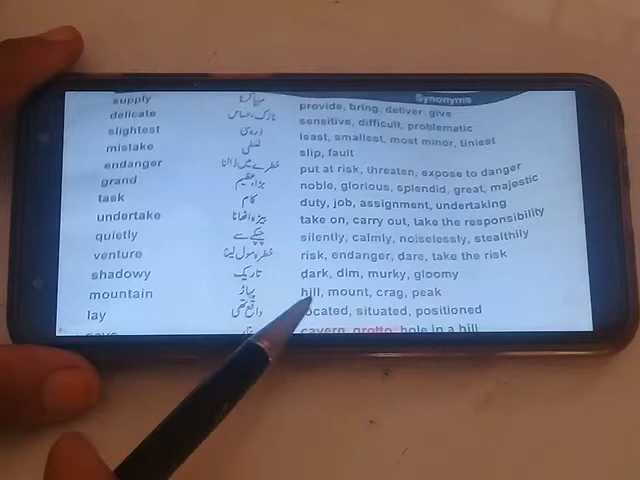 Synonyms
supply مہیا کرنا provide, bring, deliver give
delicate نازک، حساس sensitive, difficult, problematic
slightest ذرہ سی least, smallest, most minor, tiniest
mistake غلطی slip, fault
endanger خطرے میں ڈالنا put at risk, threaten, expose to danger
grand بڑا، عظیم noble, glorious, splendid, great, majestic
task کام duty, job, assignment, undertaking
undertake بیڑہ اٹھانا take on, carry out, take the responsibility
quietly چپکے سے silently, calmly, noiselessly, stealthily
venture خطرہ مول لینا risk, endanger, dare, take the risk
shadowy تاریک dark, dim, murky, gloomy
mountain پہاڑ hill, mount, crag, peak
lay واقع تھی located, situated, positioned
cavern, grotto, hole in a hill